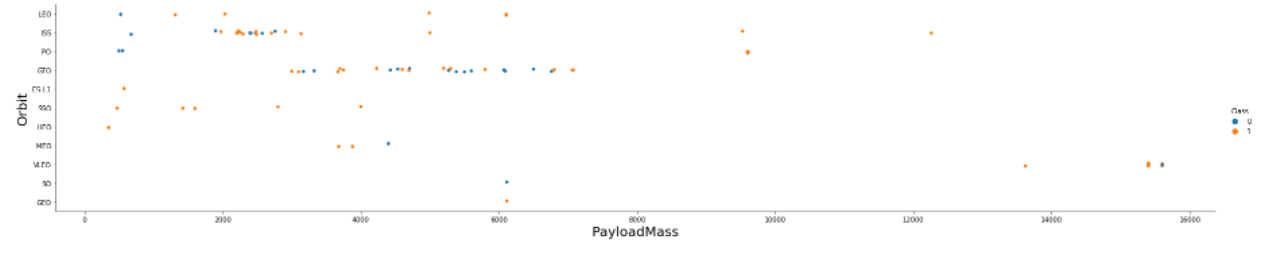 LEO
ISS
PO
GTO
ES-L1
SSO
HEO
MEO
VLEO
SO
GEO
Orbit
0
2000
4000
6000
8000
10000
12000
14000
16000
PayloadMass
Class
0
1